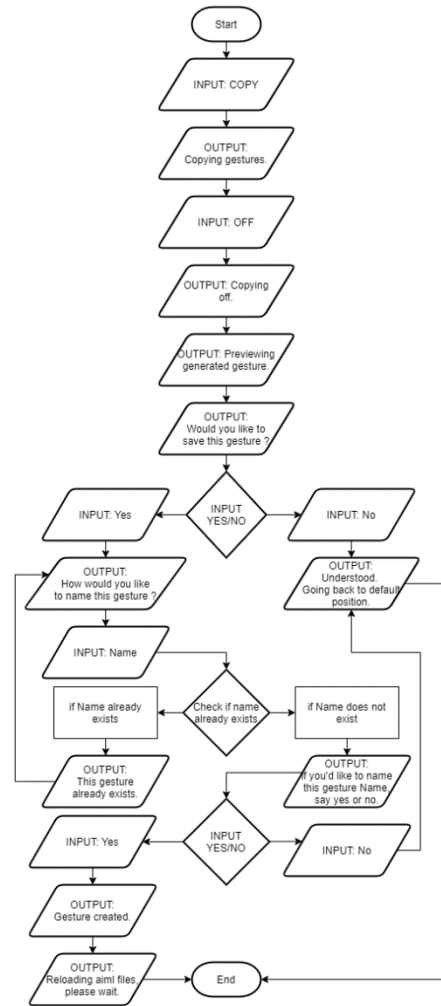 Start
INPUT: COPY
OUTPUT:
Copying gestures.
INPUT: OFF
OUTPUT: Copying
off.
OUTPUT: Previewing
generated gesture.
OUTPUT:
Would you like to
save this gesture ?
INPUT: Yes
INPUT
YES/NO
INPUT: No
OUTPUT:
How would you like
to name this gesture ?
OUTPUT:
Understood.
Going back to default
position.
INPUT: Name
if Name already
exists
Check if name
already exists
if Name does not
exist
OUTPUT:
This gesture
already exists.
OUTPUT:
If you'd like to name
this gesture Name,
say yes or no.
INPUT: Yes
INPUT
YES/NO
INPUT: No
OUTPUT:
Gesture created.
OUTPUT:
Reloading aiml files,
please wait.
End